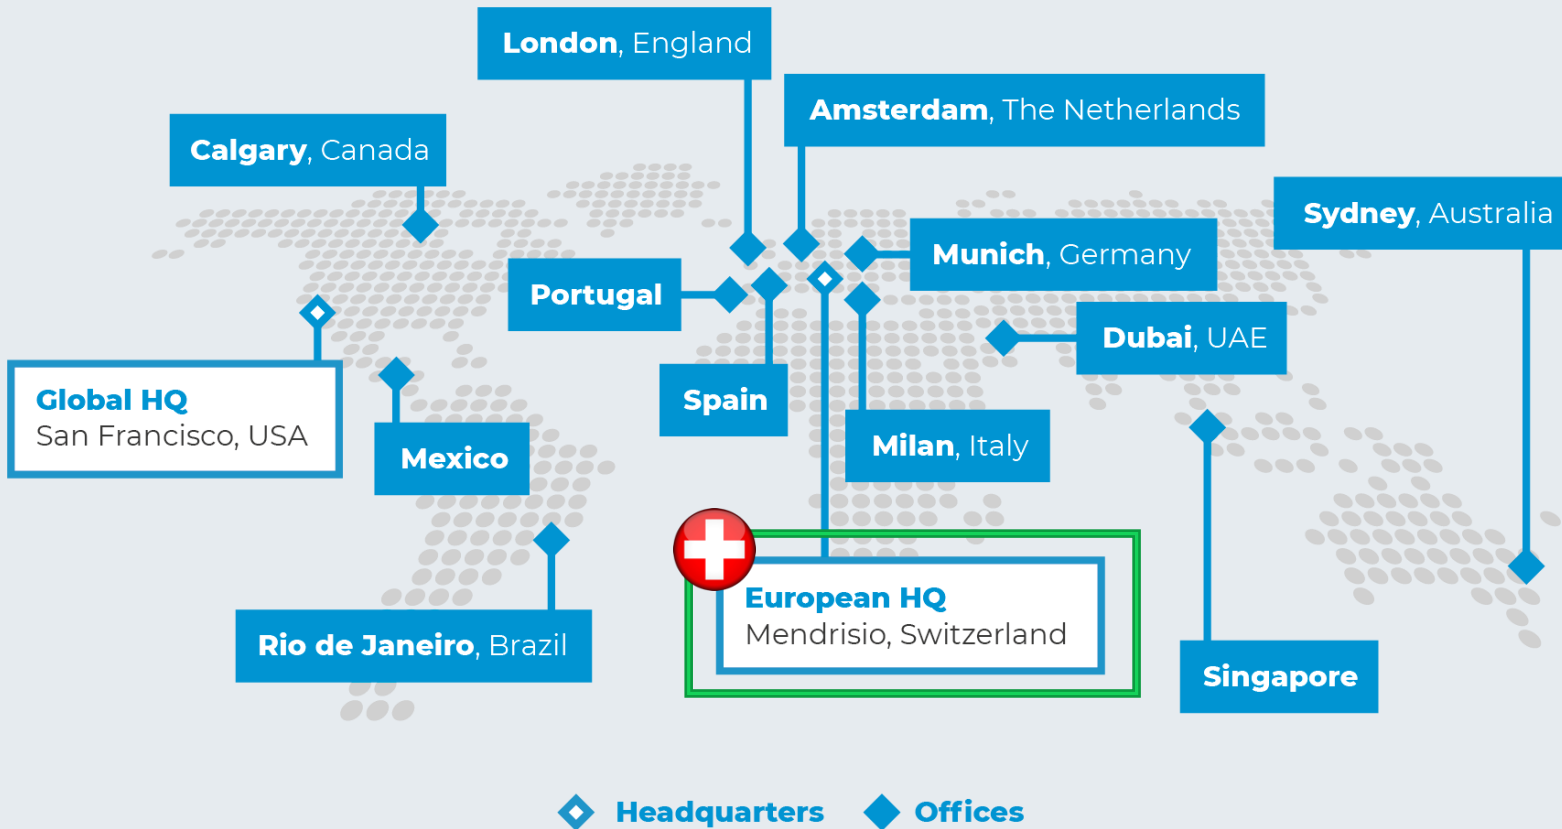 London, England
Amsterdam, The Netherlands
Calgary, Canada
Sydney, Australia
Munich, Germany
Portugal
Dubai, UAE
Global HQ
San Francisco, USA
Spain
Mexico
Milan, Italy
European HQ
Mendrisio, Switzerland
Rio de Janeiro, Brazil
Singapore
Headquarters
Offices